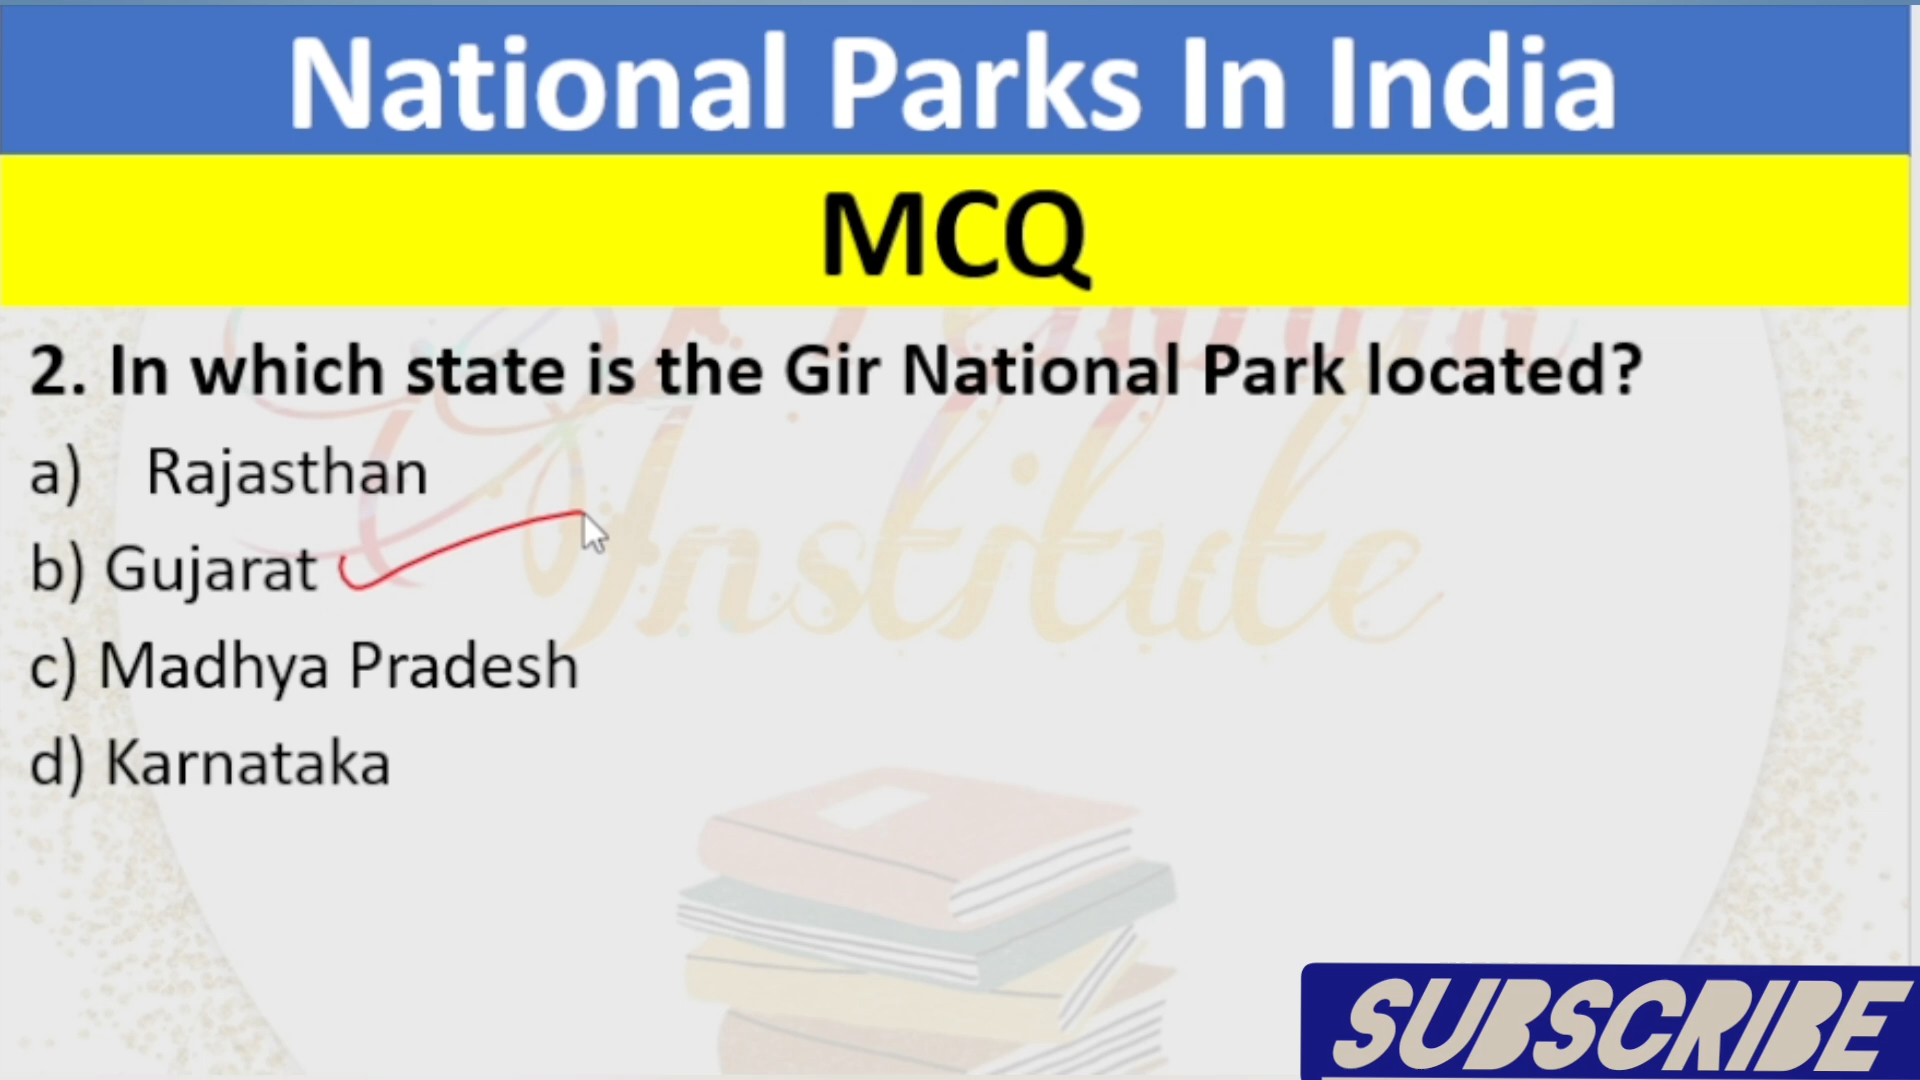 National Parks In India
MCQ
2. In which state is the Gir National Park located?
a) Rajasthan
b) Gujarat
c) Madhya Pradesh
d) Karnataka
Institute
SUBSCRIBE